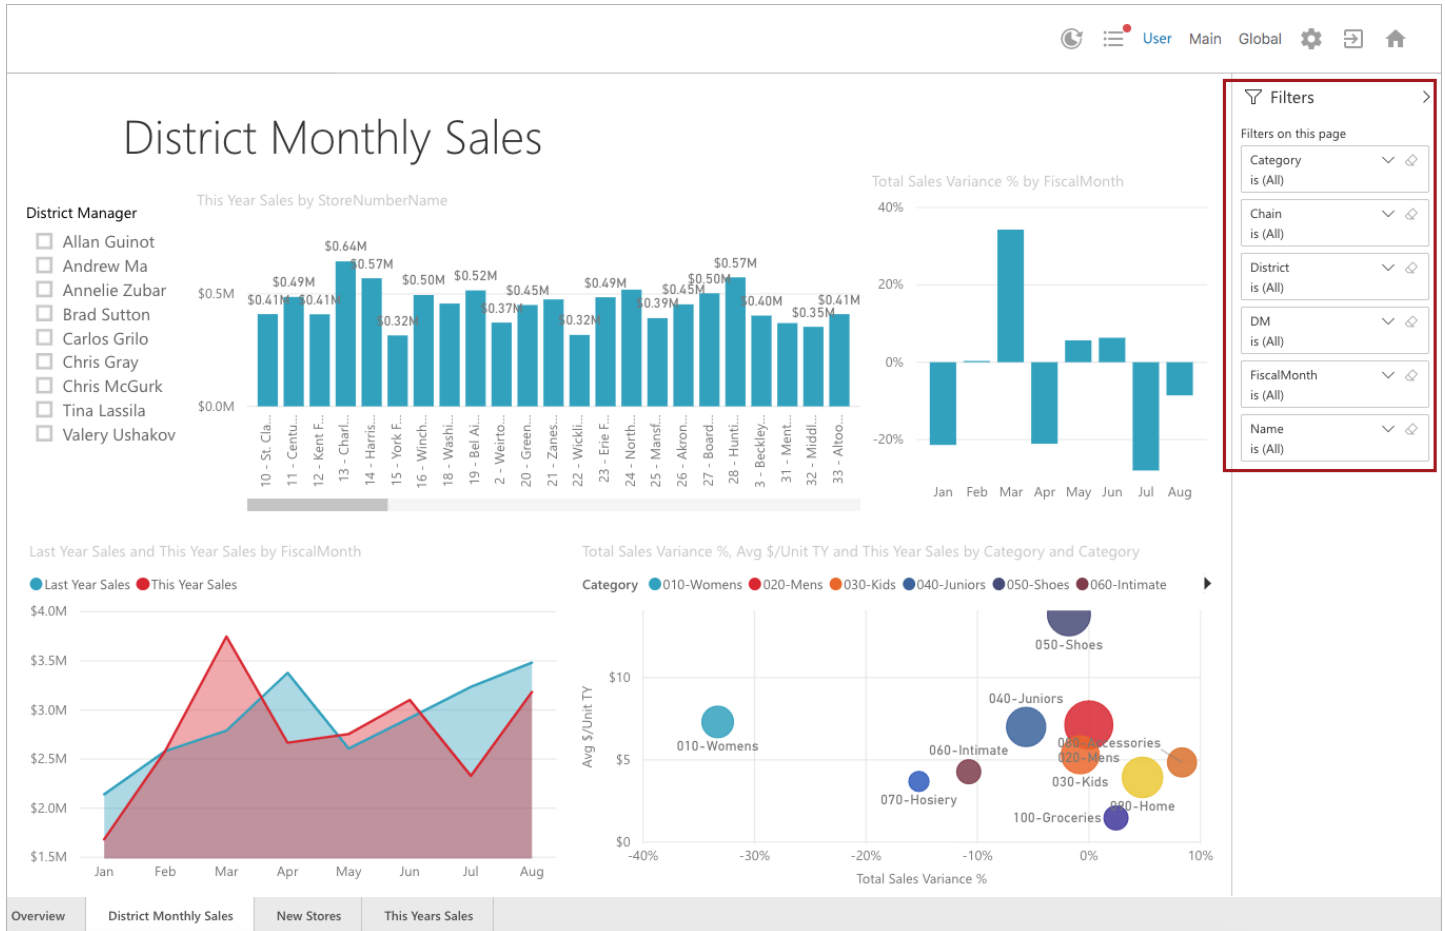 User Main Global
Filters
Filters on this page
Category
is (All)
Chain
is (All)
District
is (All)
DM
is (All)
FiscalMonth
is (All)
Name
is (All)
District Monthly Sales
District Manager
Allan Guinot
Andrew Ma
Annelie Zubar
Brad Sutton
Carlos Grilo
Chris Gray
Chris McGurk
Tina Lassila
Valery Ushakov
This Year Sales by StoreNumberName
$0.5M
$0.0M
$0.41M
$0.49M
$0.41M
$0.64M
$0.57M
$0.32M
$0.50M
$0.52M
$0.37M
$0.45M
$0.32M
$0.49M
$0.39M
$0.45M
$0.50M
$0.57M
$0.40M
$0.35M
$0.41M
10 - St. Cla...
11 - Centu...
12 - Kent F...
13 - Charl...
14 - Harris...
15 - York F...
16 - Winch...
18 - Washi...
19 - Bel Ai...
2 - Weirto...
20 - Green...
21 - Zanes...
22 - Wickli...
23 - Erie F...
24 - North...
25 - Mansf...
26 - Akron...
27 - Board...
28 - Hunti...
3 - Beckley...
31 - Ment...
32 - Middl...
33 - Altoo...
Total Sales Variance % by FiscalMonth
40%
20%
0%
-20%
Jan Feb Mar Apr May Jun Jul Aug
Last Year Sales and This Year Sales by FiscalMonth
Last Year Sales This Year Sales
$4.0M
$3.5M
$3.0M
$2.5M
$2.0M
$1.5M
Jan Feb Mar Apr May Jun Jul Aug
Total Sales Variance %, Avg $/Unit TY and This Year Sales by Category and Category
Category 010-Womens 020-Mens 030-Kids 040-Juniors 050-Shoes 060-Intimate
Avg $/Unit TY
$10
$5
$0
050-Shoes
040-Juniors
010-Womens
060-Intimate
080-Accessories
020-Mens
030-Kids
070-Hosiery
090-Home
100-Groceries
-40% -30% -20% -10% 0% 10%
Total Sales Variance %
Overview District Monthly Sales New Stores This Years Sales